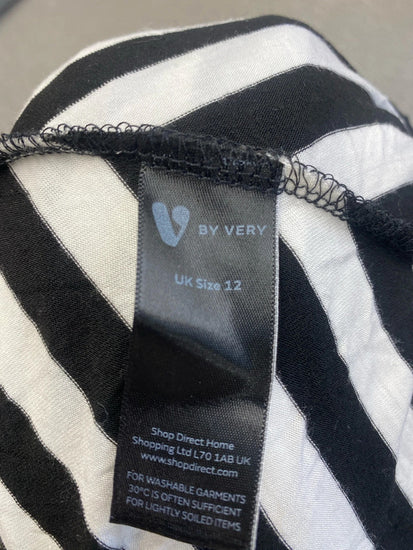 V BY VERY
UK Size 12
Shop Direct Home
Shopping Ltd L70 1AB UK
www.shopdirect.com
FOR WASHABLE GARMENTS
30°C IS OFTEN SUFFICIENT
FOR LIGHTLY SOILED ITEMS